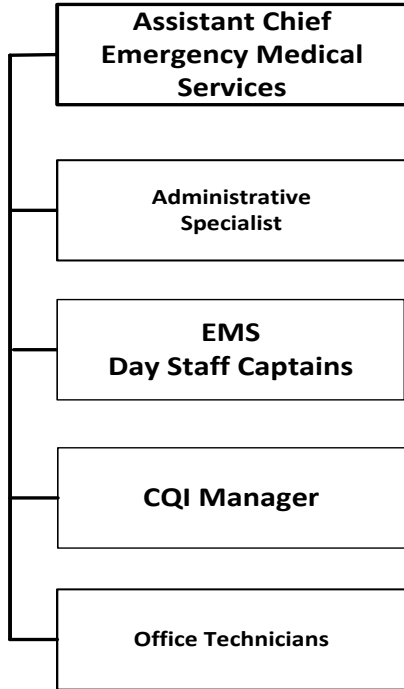 Assistant Chief
Emergency Medical
Services
Administrative
Specialist
EMS
Day Staff Captains
CQI Manager
Office Technicians